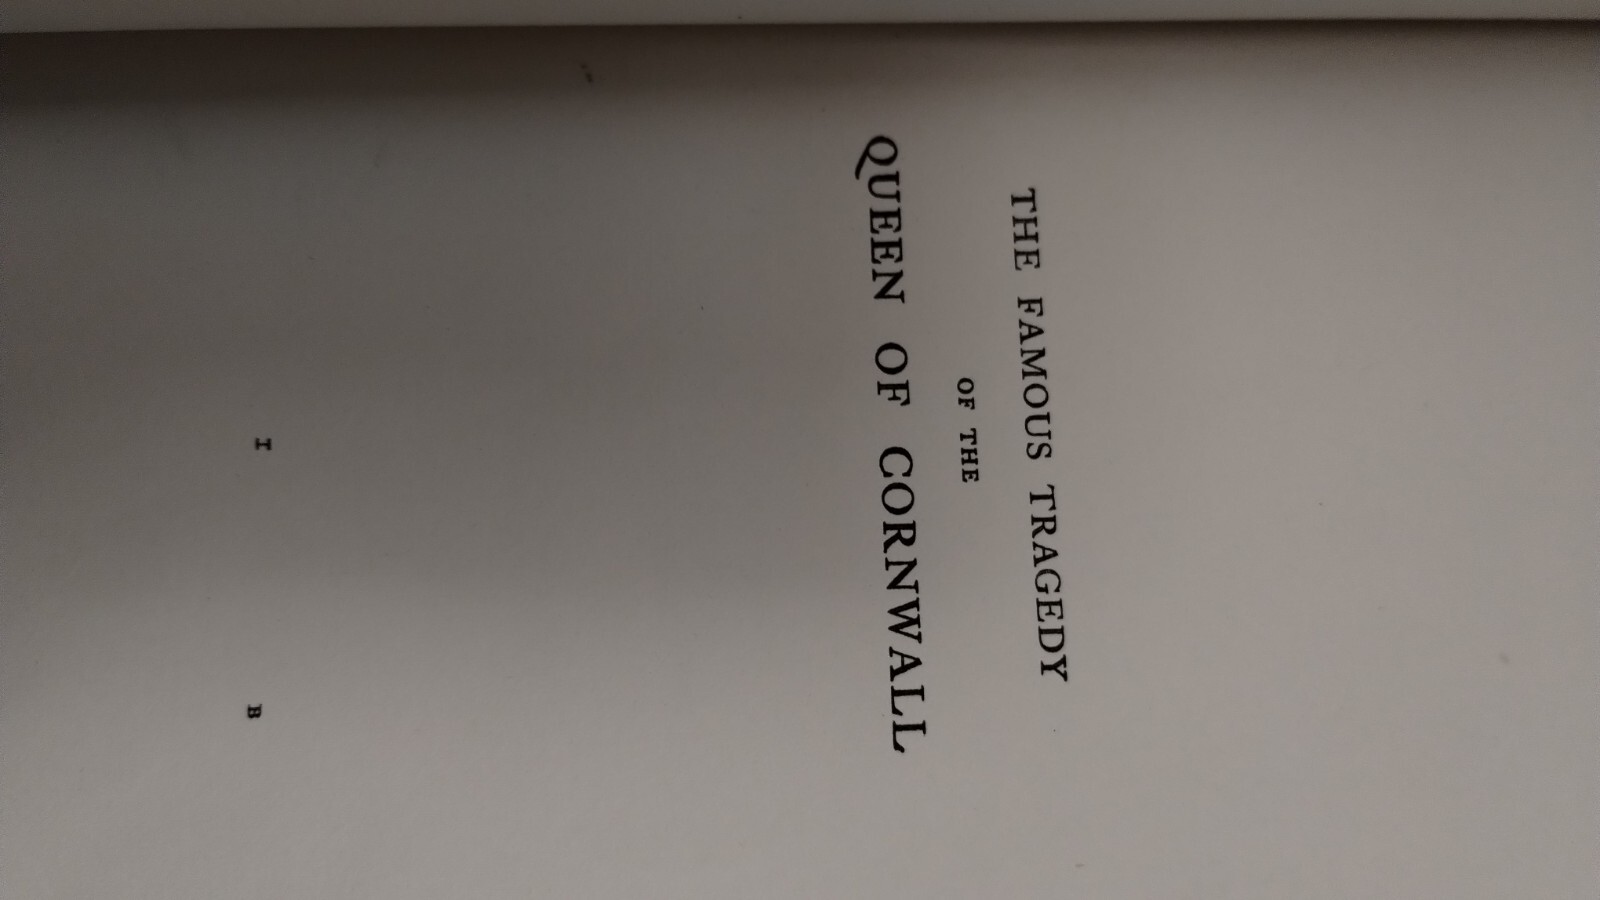 THE FAMOUS TRAGEDY
OF THE
QUEEN OF CORNWALL
I B